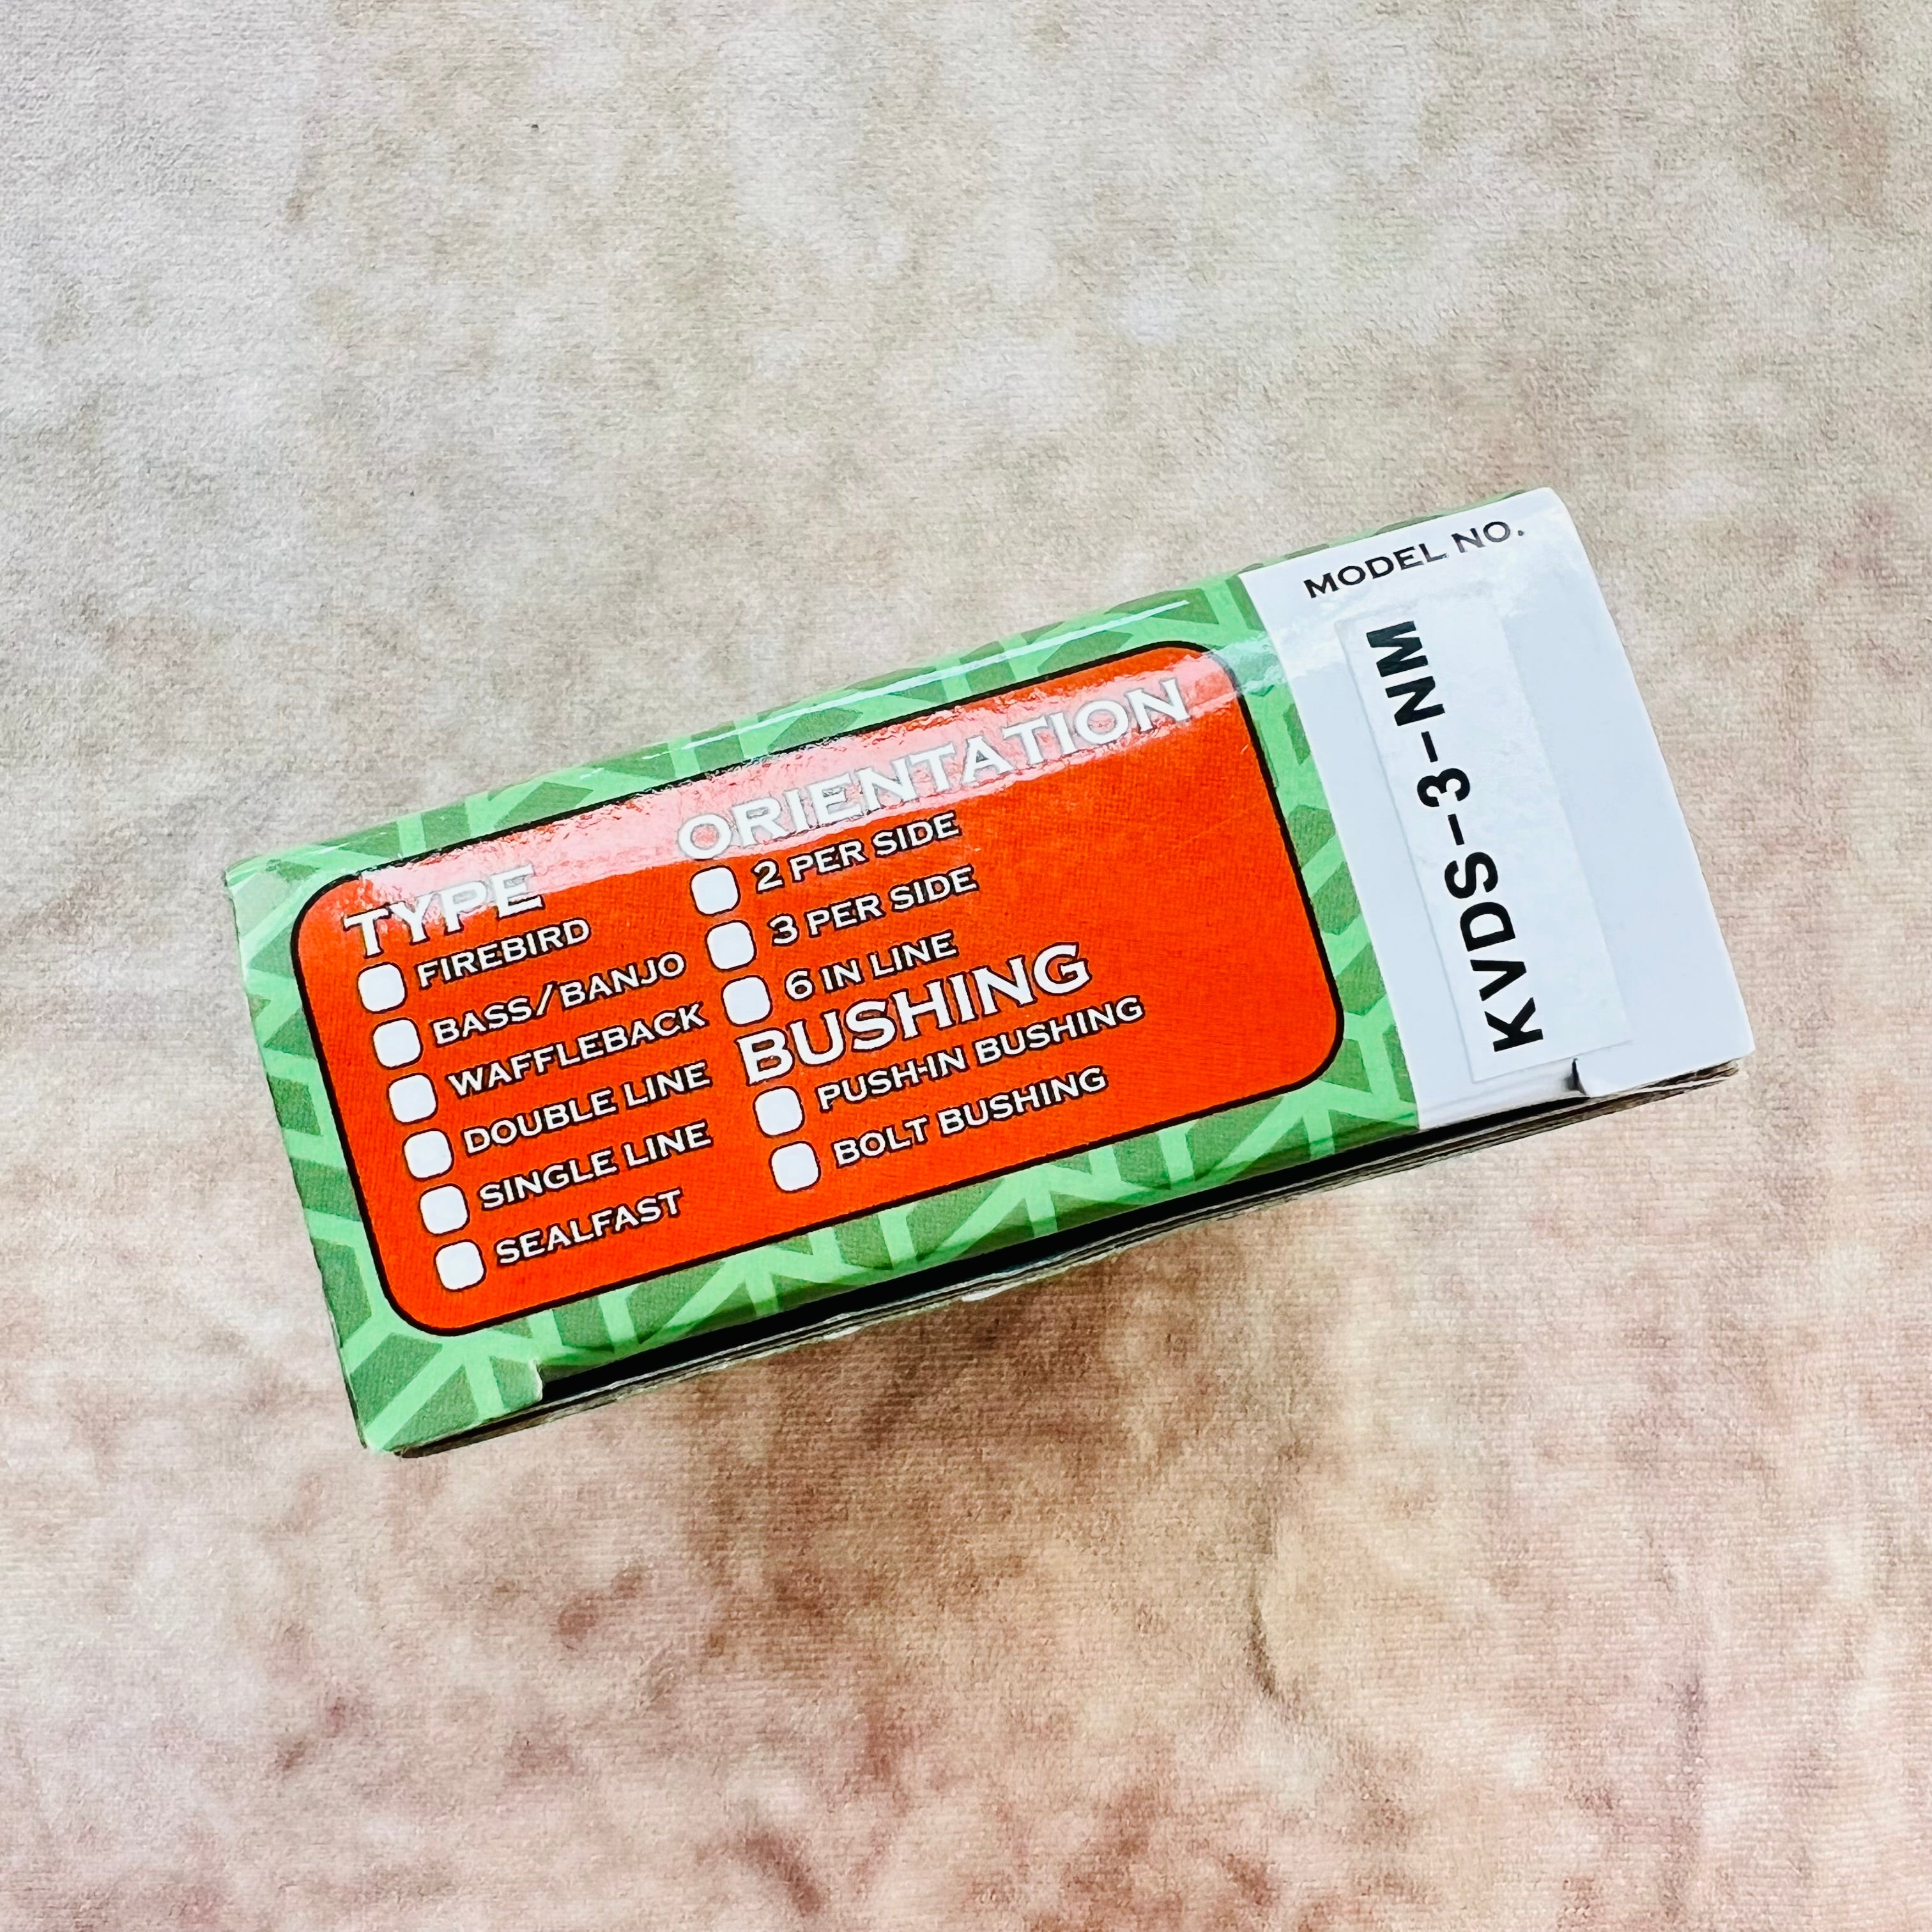 TYPE
FIREBIRD
BASS/BANJO
WAFFLEBACK
DOUBLE LINE
SINGLE LINE
SEALFAST
ORIENTATION
2 PER SIDE
3 PER SIDE
6 IN LINE
BUSHING
PUSH-IN BUSHING
BOLT BUSHING
MODEL NO.
KVDS-3-NM